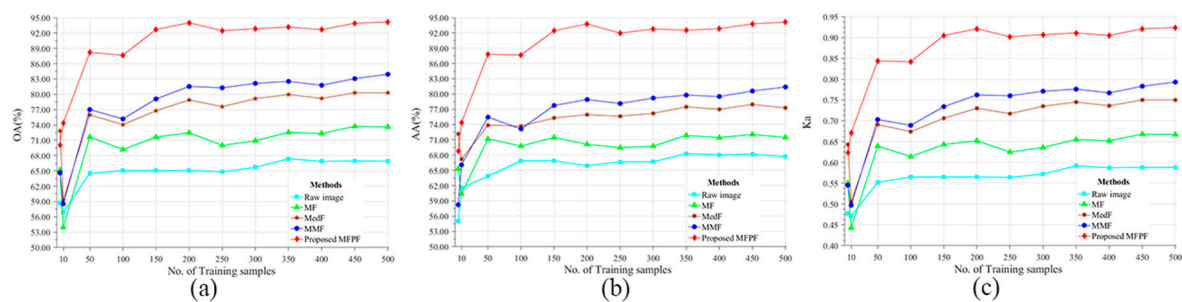 95.00
92.00
89.00
86.00
83.00
80.00
77.00
74.00
71.00
68.00
65.00
62.00
59.00
56.00
53.00
50.00
OA(%)
10 50 100 150 200 250 300 350 400 450 500
No. of Training samples
Methods
Raw image
MF
MedF
MMF
Proposed MFPF
(a)
95.00
92.00
89.00
86.00
83.00
80.00
77.00
74.00
71.00
68.00
65.00
62.00
59.00
56.00
53.00
50.00
AA(%)
10 50 100 150 200 250 300 350 400 450 500
No. of Training samples
Methods
Raw image
MF
MedF
MMF
Proposed MFPF
(b)
0.95
0.90
0.85
0.80
0.75
0.70
0.65
0.60
0.55
0.50
0.45
0.40
Ka
10 50 100 150 200 250 300 350 400 450 500
No. of Training samples
Methods
Raw image
MF
MedF
MMF
Proposed MFPF
(c)